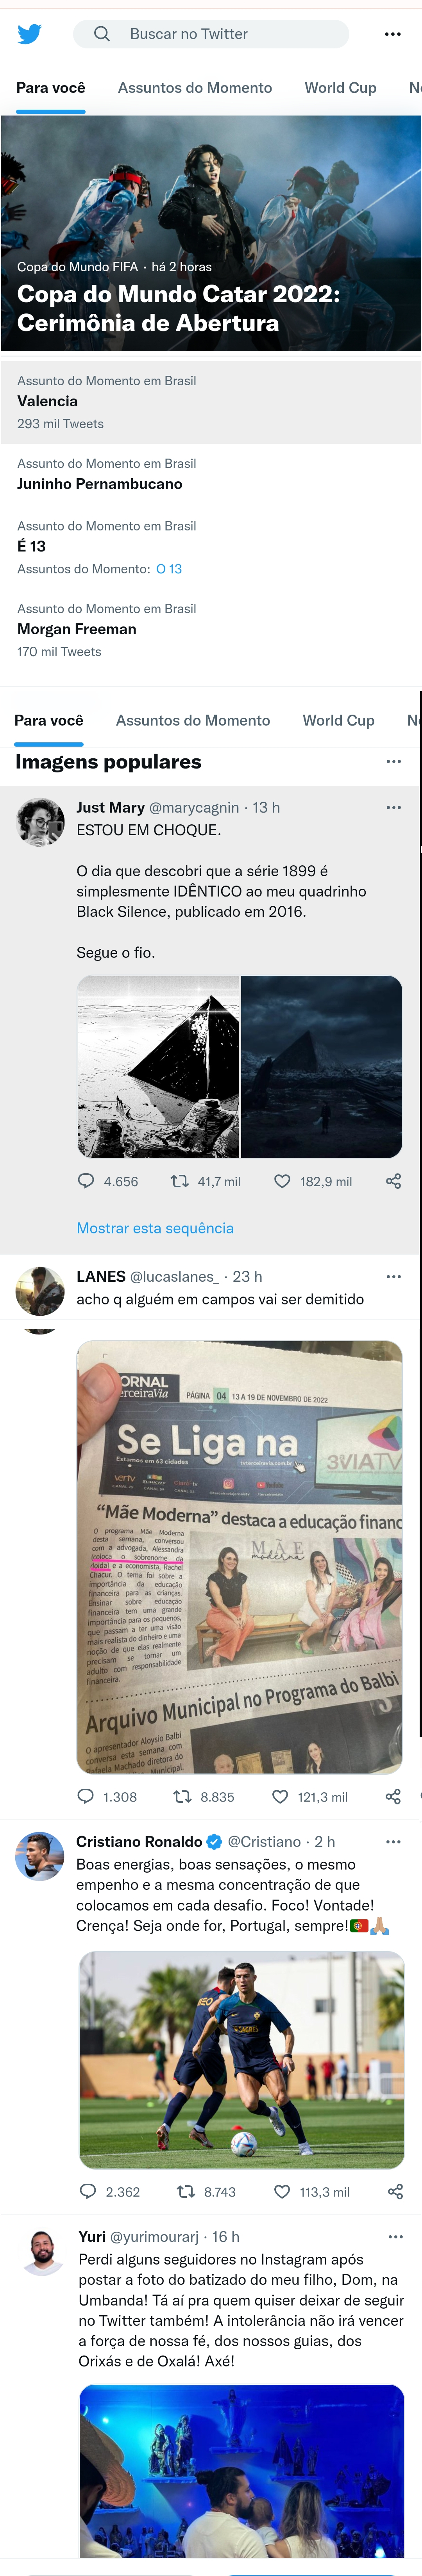 Buscar no Twitter
Para você Assuntos do Momento World Cup
Copa do Mundo FIFA · há 2 horas
Copa do Mundo Catar 2022:
Cerimônia de Abertura
Assunto do Momento em Brasil
Valencia
293 mil Tweets
Assunto do Momento em Brasil
Juninho Pernambucano
Assunto do Momento em Brasil
É 13
Assuntos do Momento: O 13
Assunto do Momento em Brasil
Morgan Freeman
170 mil Tweets
Para você Assuntos do Momento World Cup
Imagens populares
Just Mary @marycagnin · 13 h
ESTOU EM CHOQUE.
O dia que descobri que a série 1899 é
simplesmente IDÊNTICO ao meu quadrinho
Black Silence, publicado em 2016.
Segue o fio.
4.656 41,7 mil 182,9 mil
Mostrar esta sequência
LANES @lucaslanes_ · 23 h
acho q alguém em campos vai ser demitido
JORNAL
TerceiraVia
PÁGINA 04 13 A 19 DE NOVEMBRO DE 2022
Se Liga na
Estamos em 63 cidades
3VIATV
"Mãe Moderna" destaca a educação financ
O programa Mãe Moderna
desta semana, conversou
com a advogada, Alessandra
(coloca o sobrenome da
doida) e a economista, Rachel
Chacur. O tema foi sobre a
importância da educação
financeira para as crianças.
Ensinar sobre educação
financeira tem uma grande
importância para os pequenos,
que passam a ter uma visão
mais realista do dinheiro e uma
noção de que elas realmente
precisam se tornar um
adulto com responsabilidade
financeira.
MÃE
moderna
Arquivo Municipal no Programa do Balbi
O apresentador Aloysio Balbi
conversa esta semana com
Rafaela Machado diretora do
Arquivo Municipal.
1.308 8.835 121,3 mil
Cristiano Ronaldo @Cristiano · 2 h
Boas energias, boas sensações, o mesmo
empenho e a mesma concentração de que
colocamos em cada desafio. Foco! Vontade!
Crença! Seja onde for, Portugal, sempre!🇵🇹🙏🏼
2.362 8.743 113,3 mil
Yuri @yurimourarj · 16 h
Perdi alguns seguidores no Instagram após
postar a foto do batizado do meu filho, Dom, na
Umbanda! Tá aí pra quem quiser deixar de seguir
no Twitter também! A intolerância não irá vencer
a força de nossa fé, dos nossos guias, dos
Orixás e de Oxalá! Axé!